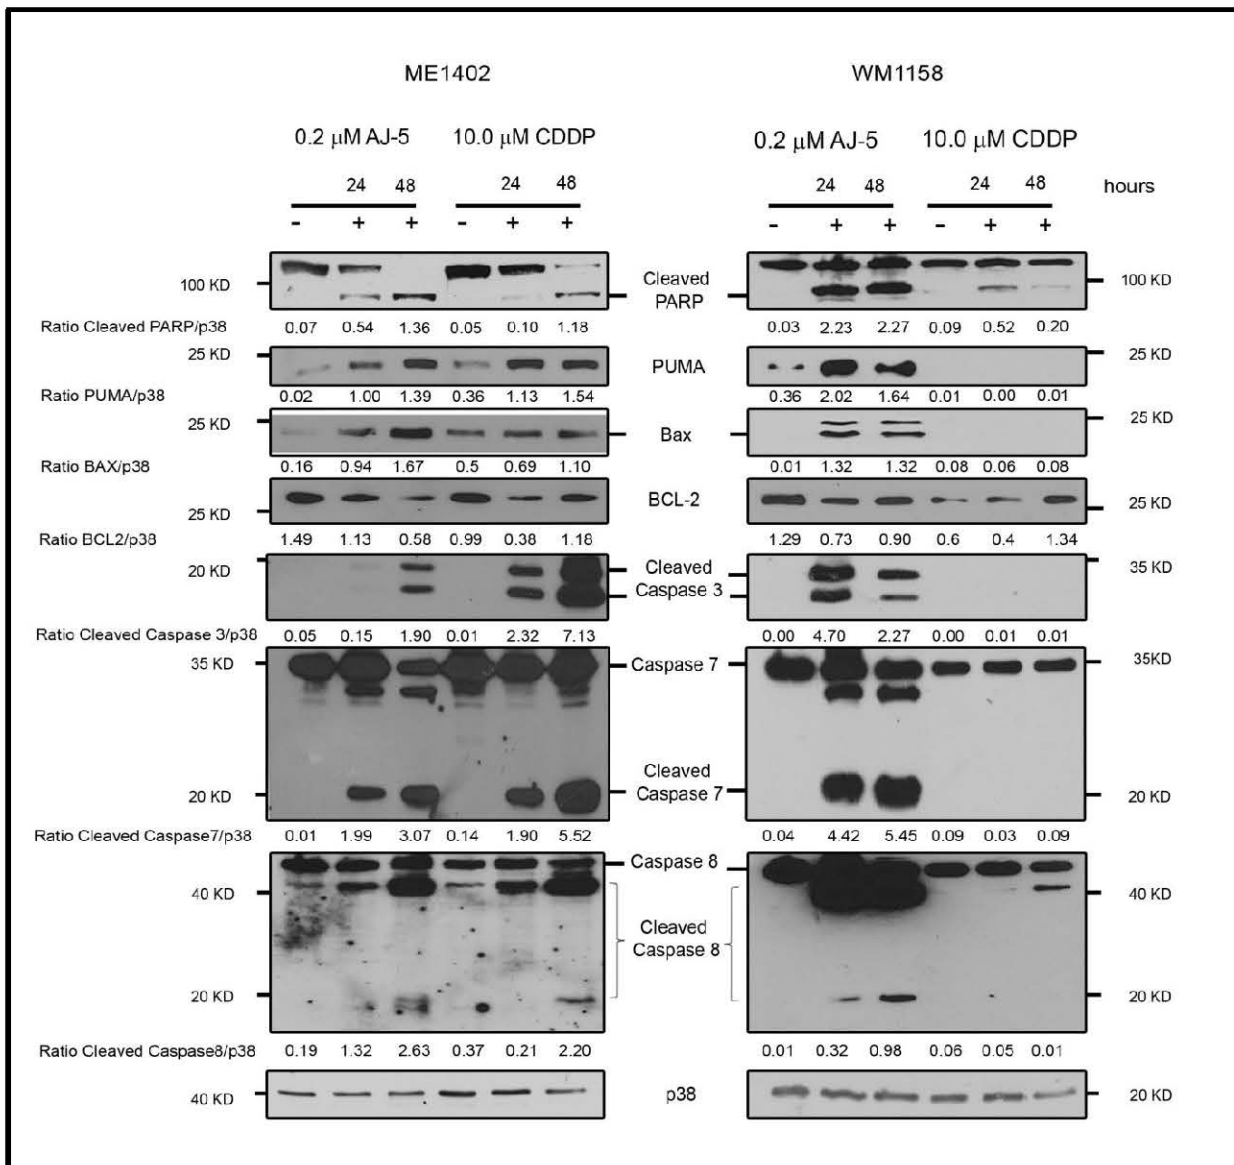 ME1402 WM1158
0.2 μM AJ-5 10.0 μM CDDP 0.2 μM AJ-5 10.0 μM CDDP
24 48 24 48 24 48 24 48 hours
- + + - + + - + + - + +
100 KD Cleaved PARP 100 KD
Ratio Cleaved PARP/p38 0.07 0.54 1.36 0.05 0.10 1.18 0.03 2.23 2.27 0.09 0.52 0.20
25 KD PUMA 25 KD
Ratio PUMA/p38 0.02 1.00 1.39 0.36 1.13 1.54 0.36 2.02 1.64 0.01 0.00 0.01
25 KD Bax 25 KD
Ratio BAX/p38 0.16 0.94 1.67 0.5 0.69 1.10 0.01 1.32 1.32 0.08 0.06 0.08
25 KD BCL-2 25 KD
Ratio BCL2/p38 1.49 1.13 0.58 0.99 0.38 1.18 1.29 0.73 0.90 0.6 0.4 1.34
20 KD Cleaved Caspase 3 35 KD
Ratio Cleaved Caspase 3/p38 0.05 0.15 1.90 0.01 2.32 7.13 0.00 4.70 2.27 0.00 0.01 0.01
35 KD Caspase 7 35KD
20 KD Cleaved Caspase 7 20 KD
Ratio Cleaved Caspase7/p38 0.01 1.99 3.07 0.14 1.90 5.52 0.04 4.42 5.45 0.09 0.03 0.09
Caspase 8
40 KD 40 KD
Cleaved Caspase 8
20 KD 20 KD
Ratio Cleaved Caspase8/p38 0.19 1.32 2.63 0.37 0.21 2.20 0.01 0.32 0.98 0.06 0.05 0.01
40 KD p38 20 KD